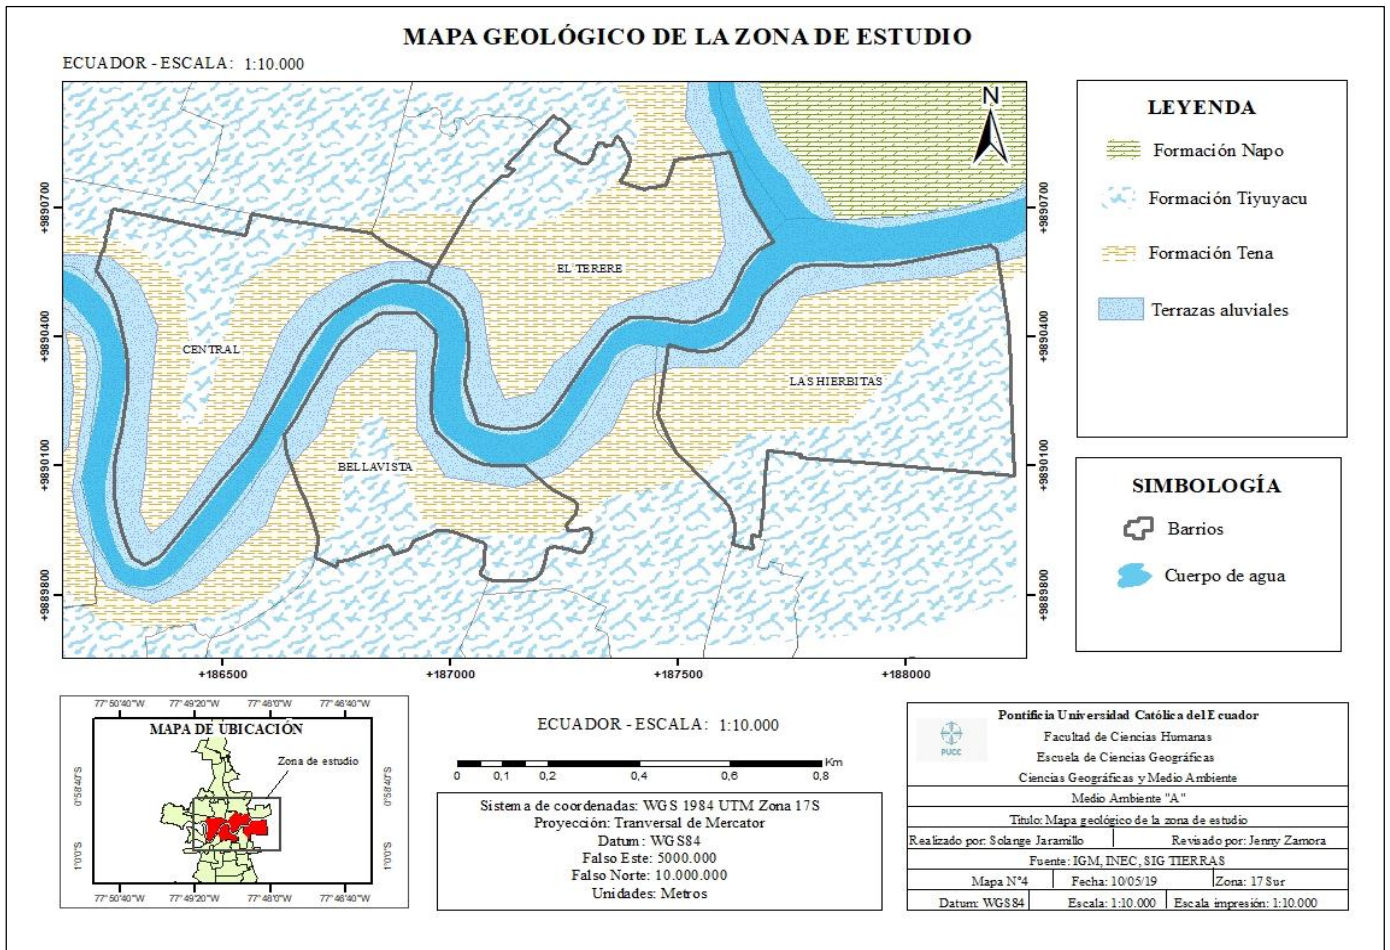 MAPA GEOLÓGICO DE LA ZONA DE ESTUDIO
ECUADOR - ESCALA: 1:10.000
N
LEYENDA
Formación Napo
Formación Tiyuyacu
Formación Tena
Terrazas aluviales
SIMBOLOGÍA
Barrios
Cuerpo de agua
EL TERERE
CENTRAL
LAS HIERBITAS
BELLAVISTA
+9890700
+9890400
+9890100
+9889800
+9890700
+9890400
+9890100
+9889800
+186500
+187000
+187500
+188000
77°50'40"W
77°49'20"W
77°48'0"W
77°46'40"W
MAPA DE UBICACIÓN
Zona de estudio
0°58'40"S
1°0'0"S
0°58'40"S
1°0'0"S
77°50'40"W
77°49'20"W
77°48'0"W
77°46'40"W
ECUADOR - ESCALA: 1:10.000
0 0,1 0,2 0,4 0,6 0,8 Km
Sistema de coordenadas: WGS 1984 UTM Zona 17S
Proyección: Tranversal de Mercator
Datum: WGS84
Falso Este: 5000.000
Falso Norte: 10.000.000
Unidades: Metros
PUCE
Pontificia Universidad Católica del Ecuador
Facultad de Ciencias Humanas
Escuela de Ciencias Geográficas
Ciencias Geográficas y Medio Ambiente
Medio Ambiente "A"
Título: Mapa geológico de la zona de estudio
Realizado por: Solange Jaramillo Revisado por: Jenny Zamora
Fuente: IGM, INEC, SIG TIERRAS
Mapa N°4 Fecha: 10/05/19 Zona: 17 Sur
Datum: WGS84 Escala: 1:10.000 Escala impresión: 1:10.000